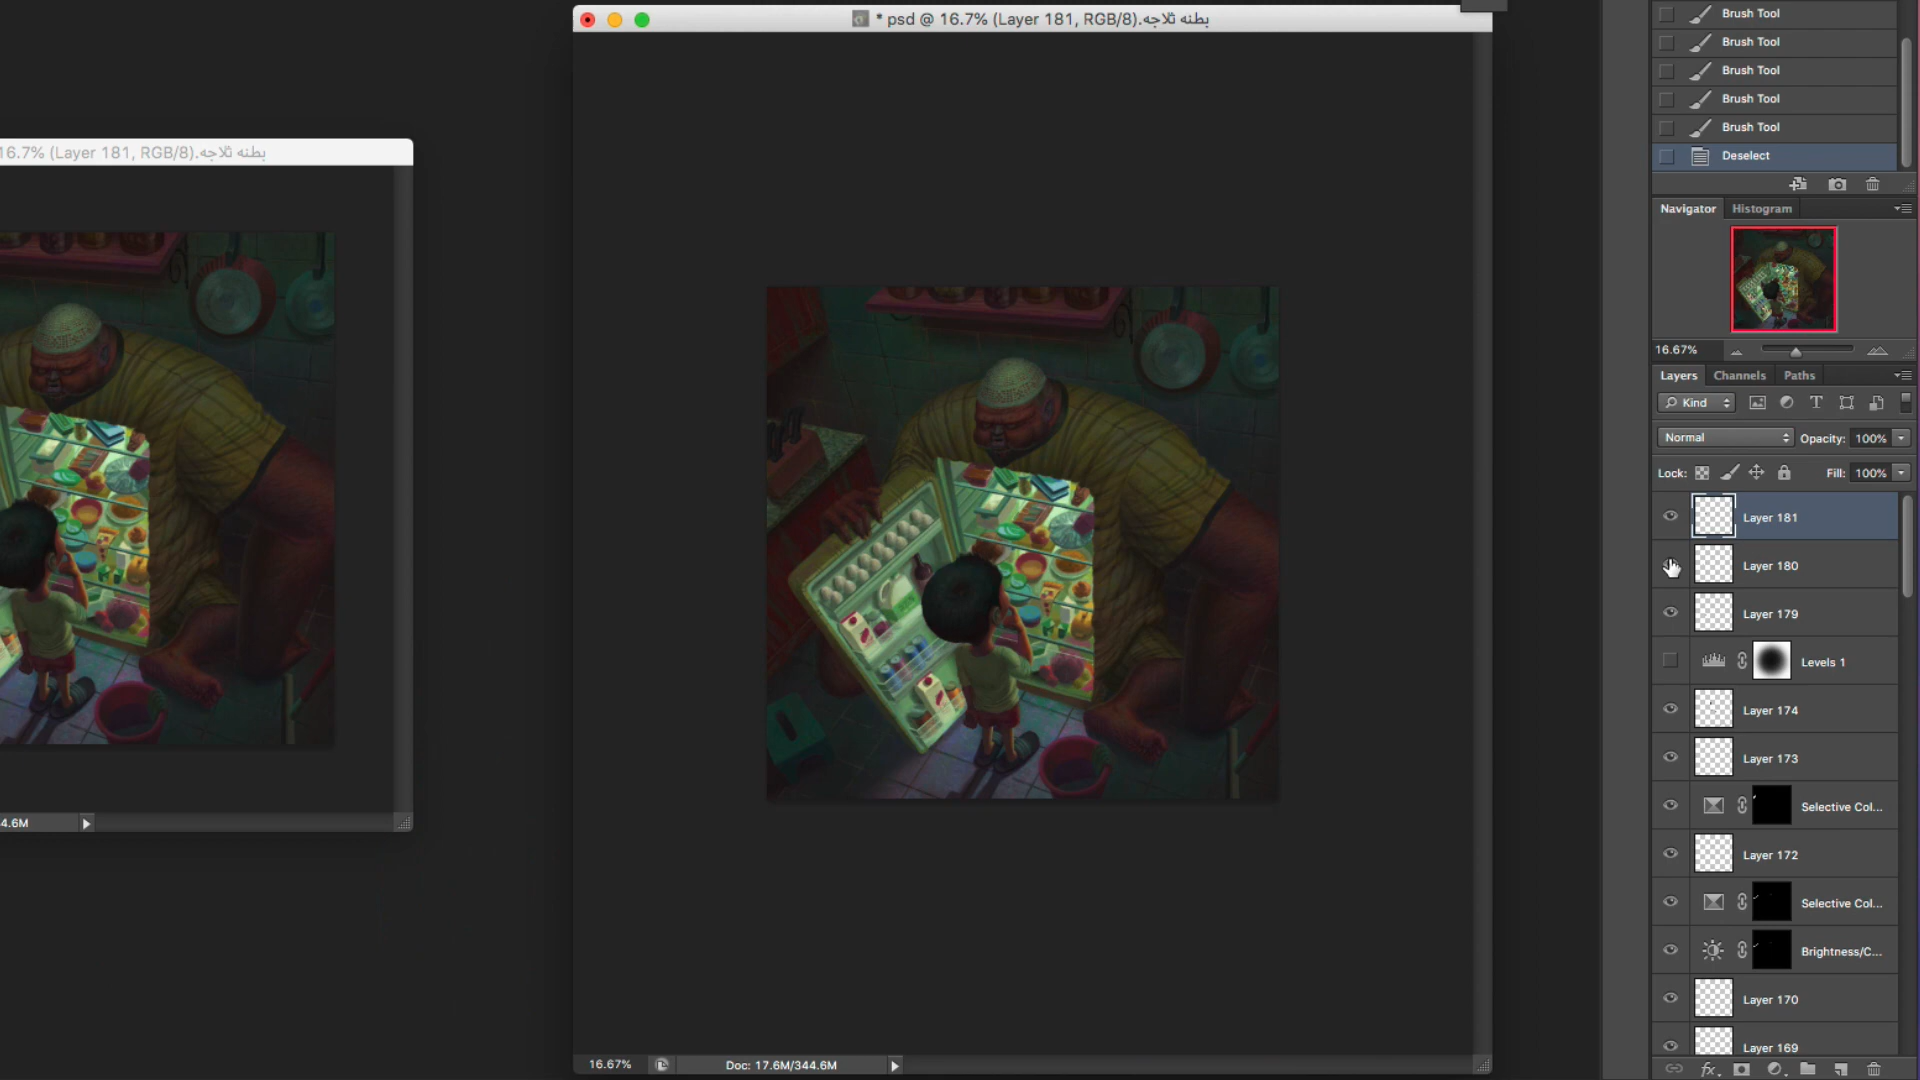 * psd @ 16.7% (Layer 181, RGB/8).بطنه ثلاجه
16.7% (Layer 181, RGB/8).بطنه ثلاجه
4.6M
16.67%
Doc: 17.6M/344.6M
Brush Tool
Brush Tool
Brush Tool
Brush Tool
Brush Tool
Deselect
Navigator Histogram
16.67%
Layers Channels Paths
Kind
Normal Opacity: 100%
Lock: Fill: 100%
Layer 181
Layer 180
Layer 179
Levels 1
Layer 174
Layer 173
Selective Col...
Layer 172
Selective Col...
Brightness/C...
Layer 170
Layer 169
fx